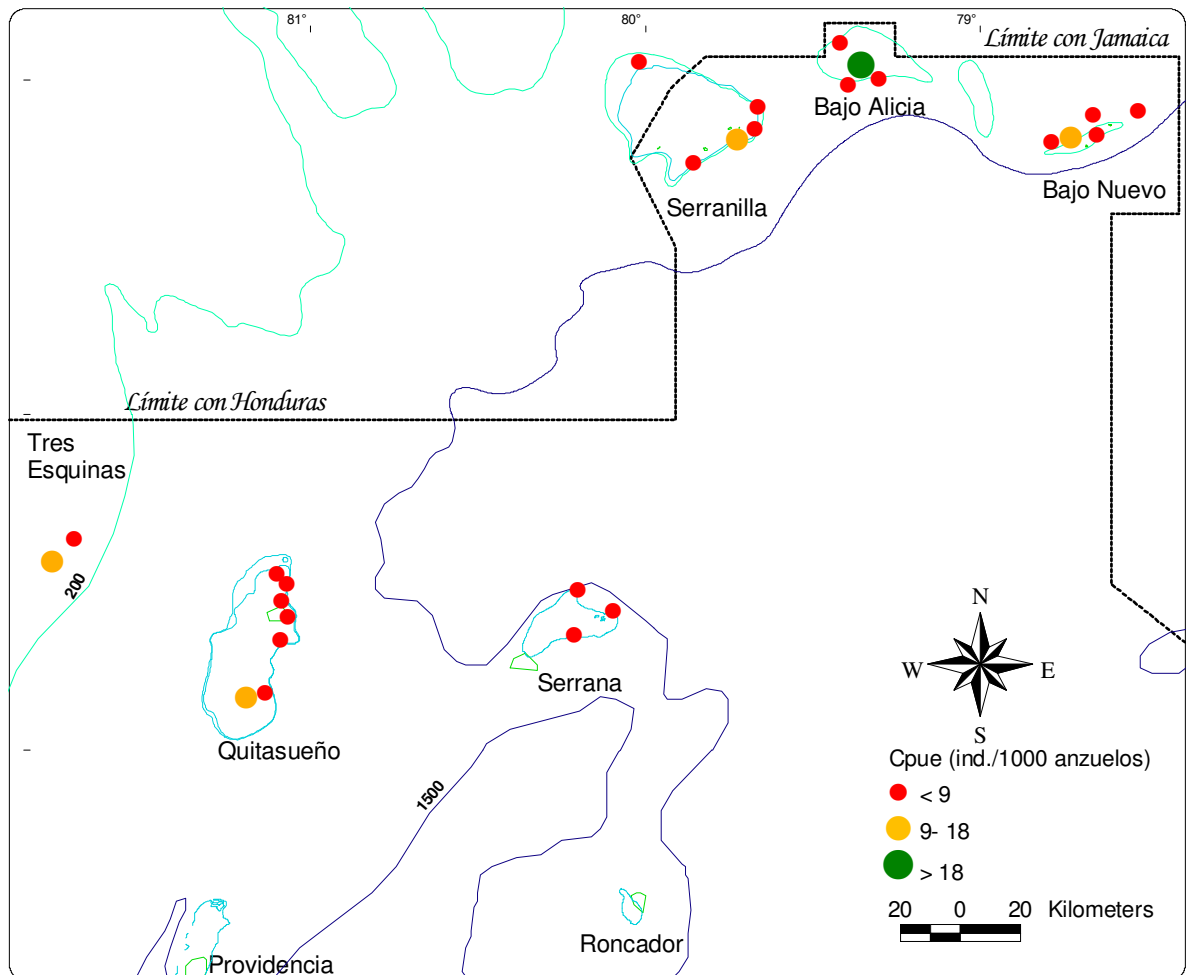 81°
80°
79°
Límite con Jamaica
Bajo Alicia
Bajo Nuevo
Serranilla
Límite con Honduras
Tres
Esquinas
200
Quitasueño
Serrana
1500
Roncador
Providencia
N
W
E
S
Cpue (ind./1000 anzuelos)
< 9
9- 18
> 18
20 0 20 Kilometers